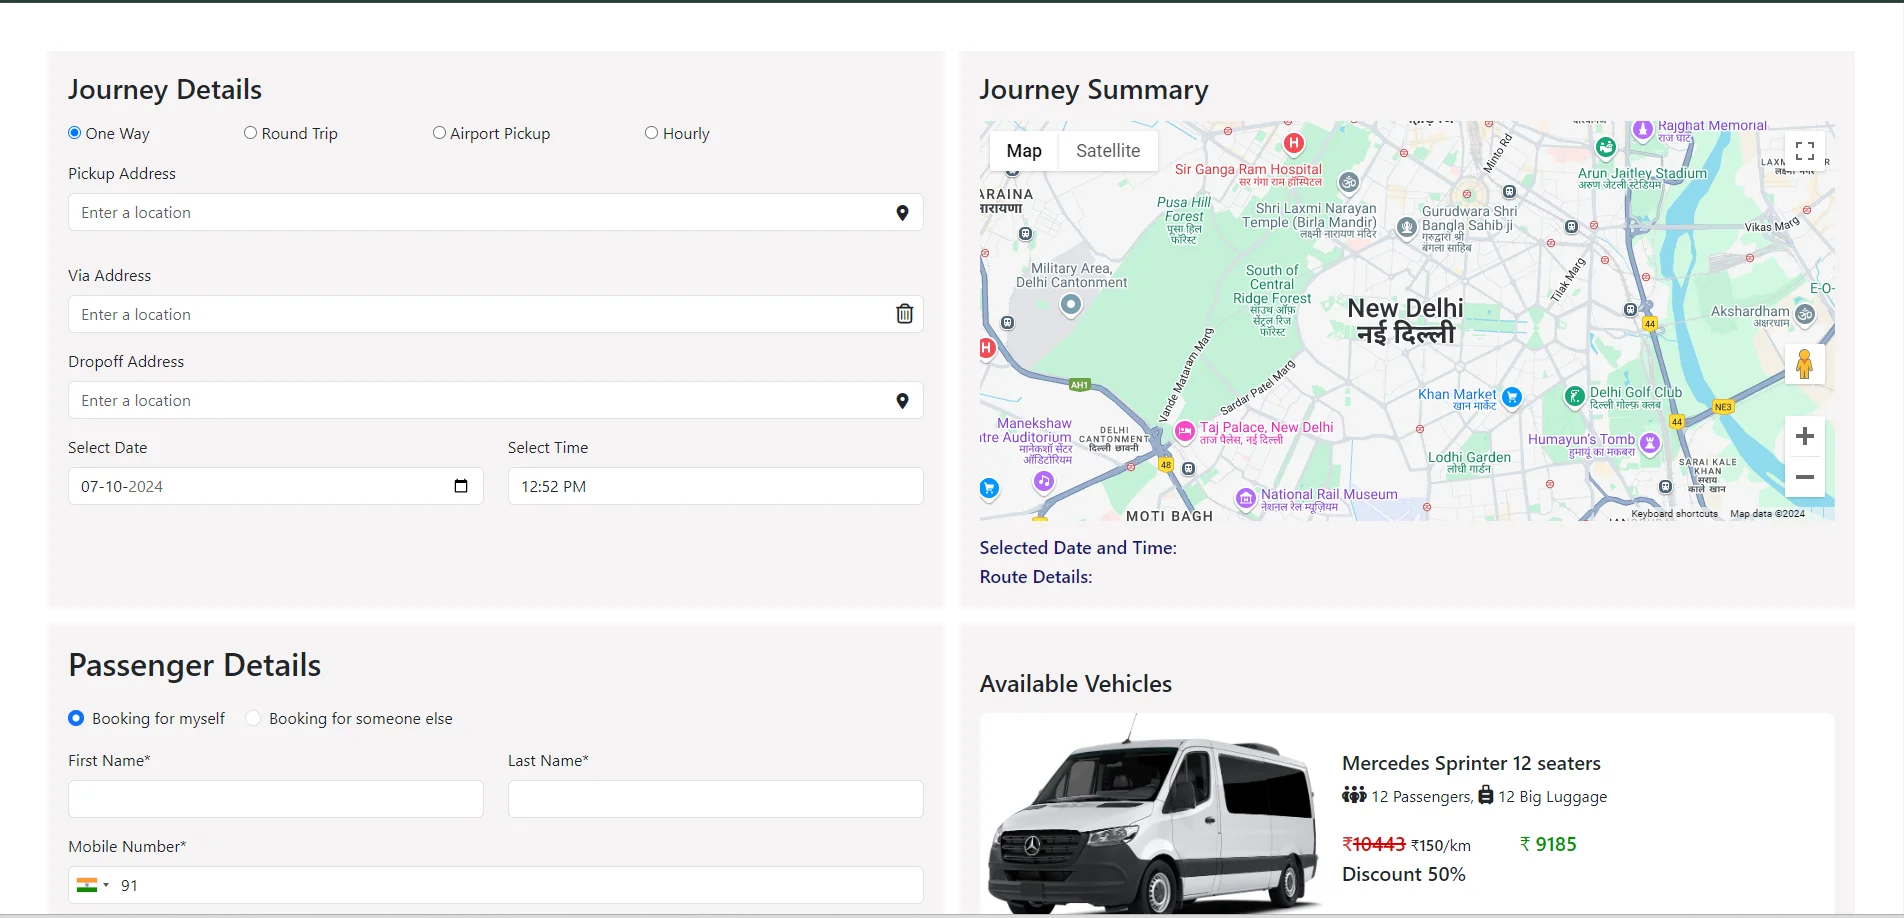 Journey Details
One Way
Round Trip
Airport Pickup
Hourly
Pickup Address
Enter a location
Via Address
Enter a location
Dropoff Address
Enter a location
Select Date
Select Time
07-10-2024
12:52 PM
Journey Summary
Map
Satellite
Rajghat Memorial
राज घाट
Sir Ganga Ram Hospital
सर गंगा राम हॉस्पिटल
Minto Rd
Arun Jaitley Stadium
अरुण जेटली स्टेडियम
ARAINA
नारायणा
Pusa Hill
Forest
पूसा हिल
फॉरेस्ट
Shri Laxmi Narayan
Temple (Birla Mandir)
लक्ष्मी नारायण मंदिर
Gurudwara Shri
Bangla Sahib ji
गुरुद्वारा श्री
बंगला साहिब
Vikas Marg
Military Area,
Delhi Cantonment
South of
Central
Ridge Forest
साउथ ऑफ़
सेंट्रल रिज
फॉरेस्ट
Tilak Marg
E-O-
New Delhi
नई दिल्ली
Akshardham
अक्षरधाम
44
Vande Mataram Marg
AH1
Sardar Patel Marg
Khan Market
खान मार्केट
Delhi Golf Club
दिल्ली गोल्फ़ क्लब
NE3
44
Manekshaw
ntre Auditorium
मानेकशॉ सेंटर
ऑडिटोरियम
DELHI
CANTONMENT
दिल्ली छावनी
Taj Palace, New Delhi
ताज पैलेस, नई दिल्ली
Humayun's Tomb
हुमायूं का मकबरा
48
Lodhi Garden
लोधी गार्डन
SARAI KALE
KHAN
सराय
काले खान
National Rail Museum
नेशनल रेल म्यूज़ियम
MOTI BAGH
Keyboard shortcuts
Map data ©2024
Selected Date and Time:
Route Details:
Passenger Details
Booking for myself
Booking for someone else
First Name*
Last Name*
Mobile Number*
91
Available Vehicles
Mercedes Sprinter 12 seaters
12 Passengers, 12 Big Luggage
₹10443 ₹150/km ₹ 9185
Discount 50%